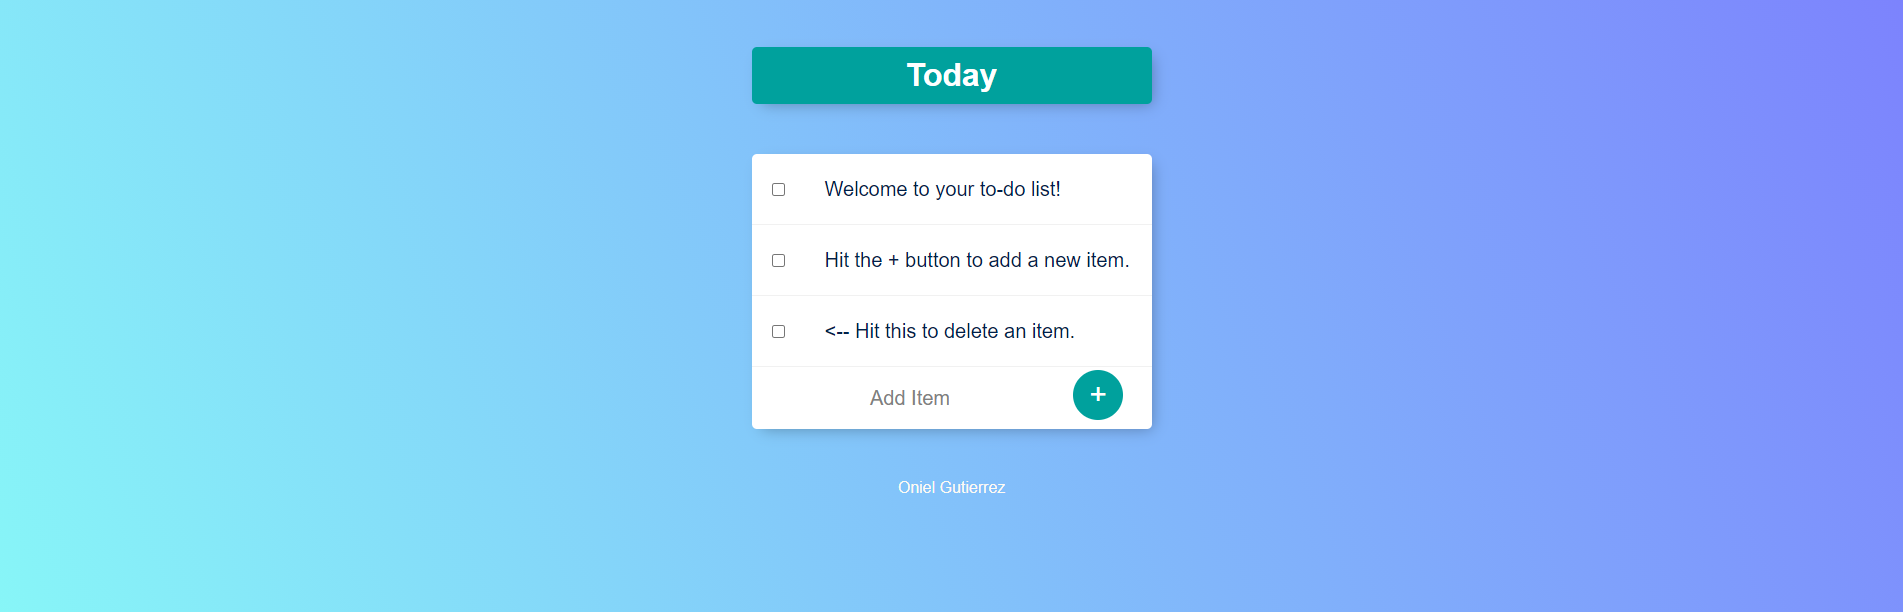 Today
Welcome to your to-do list!
Hit the + button to add a new item.
<-- Hit this to delete an item.
Add Item
+
Oniel Gutierrez